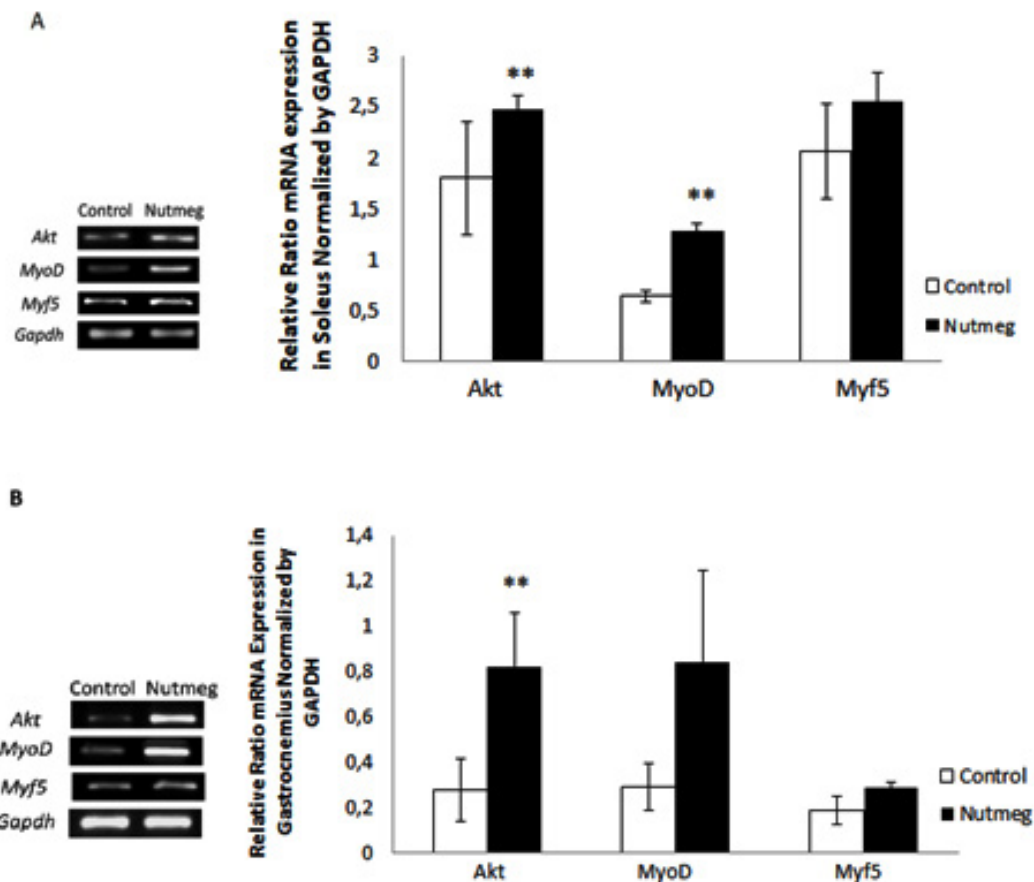 A
Control Nutmeg
Akt
MyoD
Myf5
Gapdh
Relative Ratio mRNA expression
in Soleus Normalized by GAPDH
3
2,5
2
1,5
1
0,5
0
**
**
Akt MyoD Myf5
Control
Nutmeg
B
Control Nutmeg
Akt
MyoD
Myf5
Gapdh
Relative Ratio mRNA Expression in
Gastrocnemius Normalized by
GAPDH
1,4
1,2
1
0,8
0,6
0,4
0,2
0
**
Akt MyoD Myf5
Control
Nutmeg